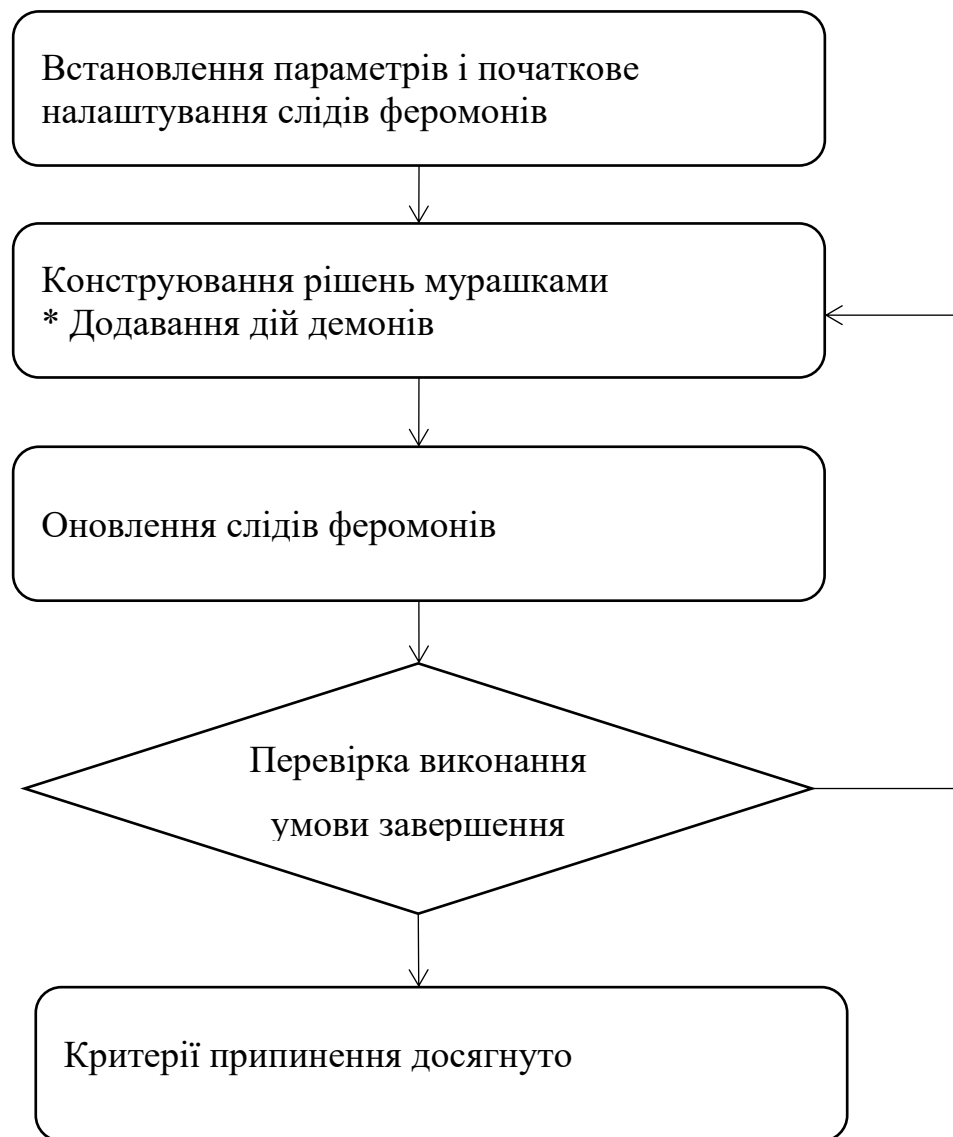 Встановлення параметрів і початкове
налаштування слідів феромонів
Конструювання рішень мурашками
* Додавання дій демонів
Оновлення слідів феромонів
Перевірка виконання
умови завершення
Критерії припинення досягнуто